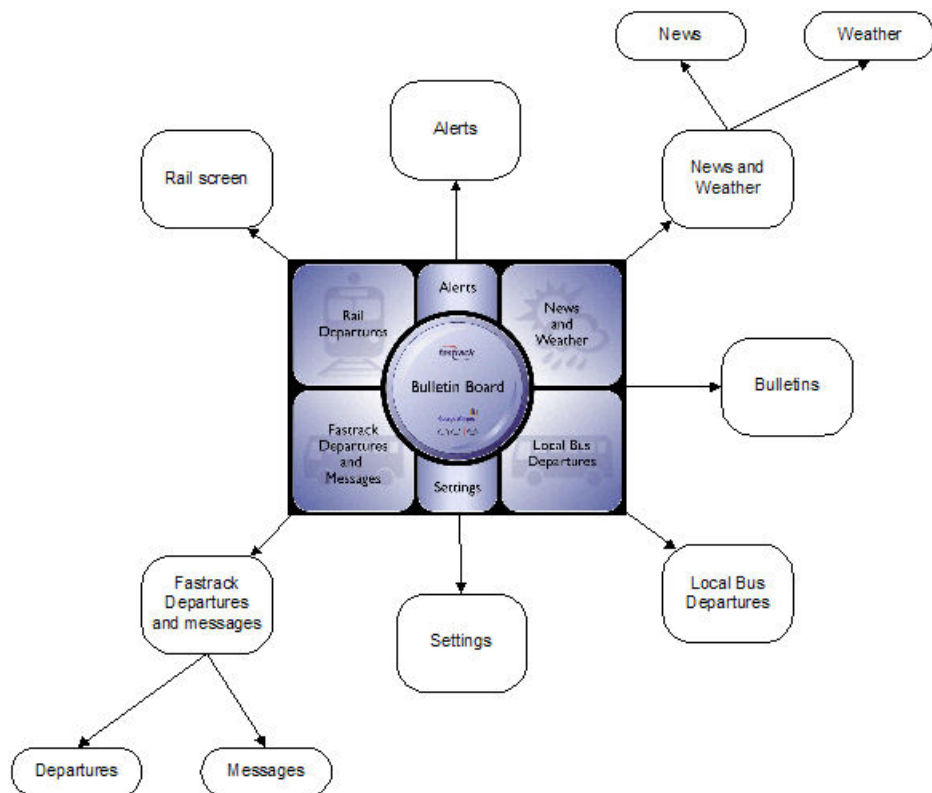 News
Weather
Alerts
Rail screen
News and
Weather
Alerts
Rail
Departures
News
and
Weather
fastrack
Bulletin Board
Bulletins
Fastrack
Departures
and
Messages
Local Bus
Departures
Settings
Fastrack
Departures
and messages
Local Bus
Departures
Settings
Departures
Messages